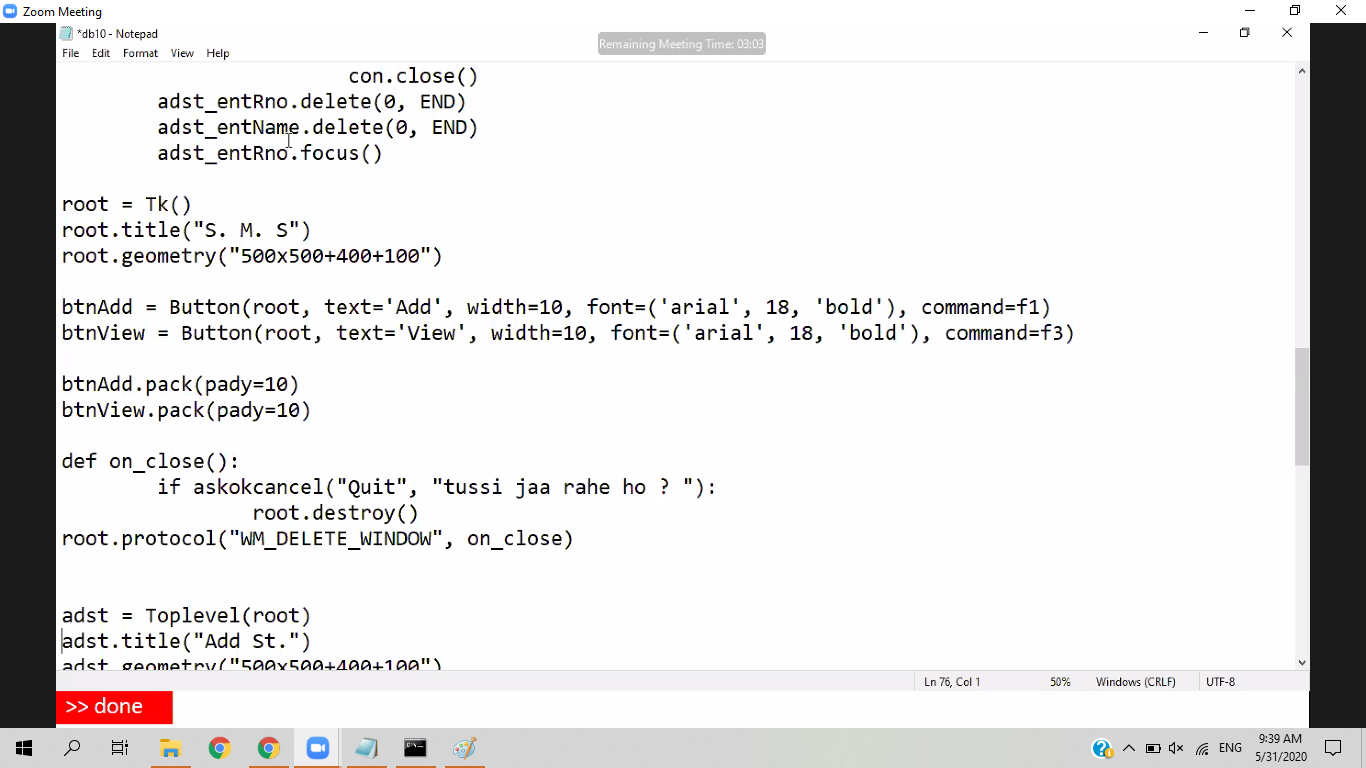 Zoom Meeting
*db10 - Notepad
Remaining Meeting Time: 03:03
File Edit Format View Help
con.close()
adst_entRno.delete(0, END)
adst_entName.delete(0, END)
adst_entRno.focus()
root = Tk()
root.title("S. M. S")
root.geometry("500x500+400+100")
btnAdd = Button(root, text='Add', width=10, font=('arial', 18, 'bold'), command=f1)
btnView = Button(root, text='View', width=10, font=('arial', 18, 'bold'), command=f3)
btnAdd.pack(pady=10)
btnView.pack(pady=10)
def on_close():
if askokcancel("Quit", "tussi jaa rahe ho ? "):
root.destroy()
root.protocol("WM_DELETE_WINDOW", on_close)
adst = Toplevel(root)
adst.title("Add St.")
adst.geometry("500x500+400+100")
Ln 76, Col 1 50% Windows (CRLF) UTF-8
>> done
ENG
9:39 AM
5/31/2020